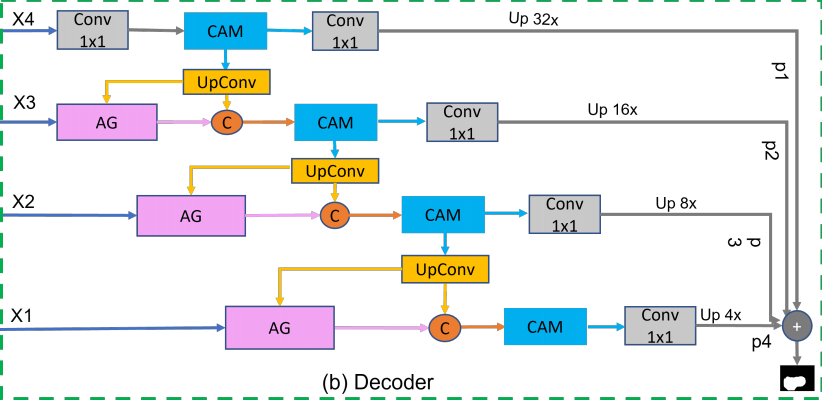 X4
Conv
1x1
CAM
Conv
1x1
Up 32x
p1
UpConv
X3
AG
C
CAM
Conv
1x1
Up 16x
p2
UpConv
X2
AG
C
CAM
Conv
1x1
Up 8x
p
3
UpConv
X1
AG
C
CAM
Conv
1x1
Up 4x
p4
+
(b) Decoder